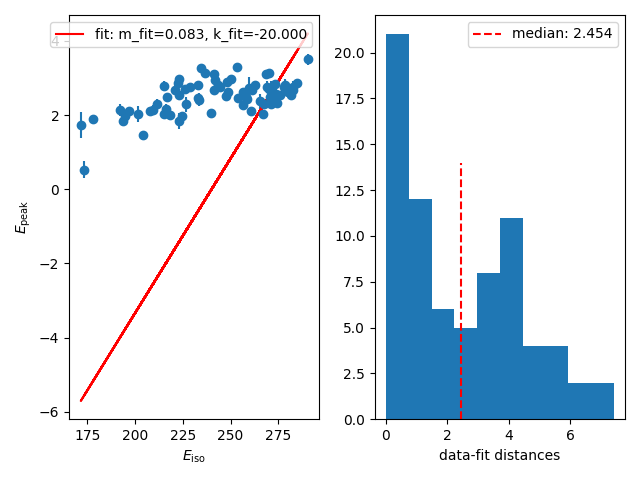 fit: m_fit=0.083, k_fit=-20.000
4
2
0
−2
−4
−6
E_peak
175 200 225 250 275
E_iso
median: 2.454
20.0
17.5
15.0
12.5
10.0
7.5
5.0
2.5
0.0
0 2 4 6
data-fit distances